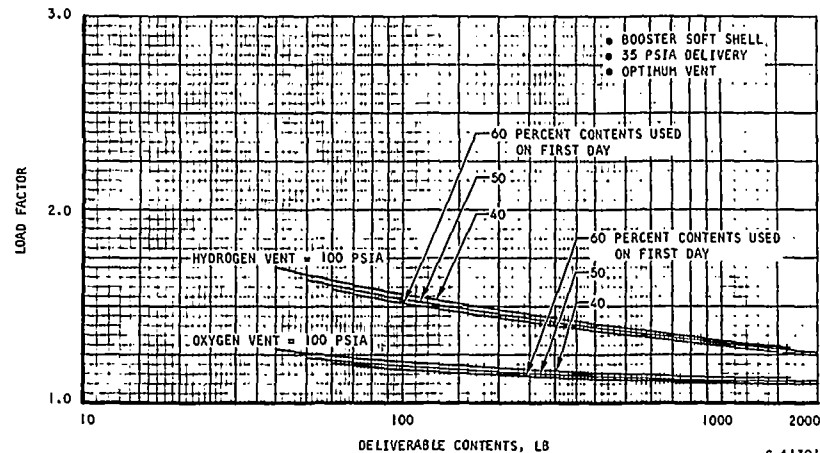 3.0
• BOOSTER SOFT SHELL
• 35 PSIA DELIVERY
• OPTIMUM VENT
60 PERCENT CONTENTS USED
ON FIRST DAY
50
40
2.0
LOAD FACTOR
60 PERCENT CONTENTS USED
ON FIRST DAY
50
40
HYDROGEN VENT = 100 PSIA
OXYGEN VENT = 100 PSIA
1.0
10
100
1000
2000
DELIVERABLE CONTENTS, LB